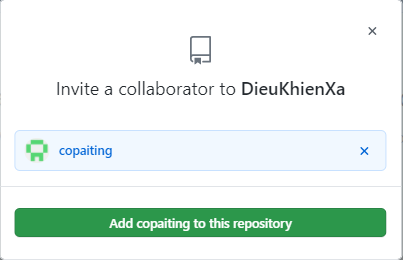 Invite a collaborator to DieuKhienXa
copaiting
Add copaiting to this repository